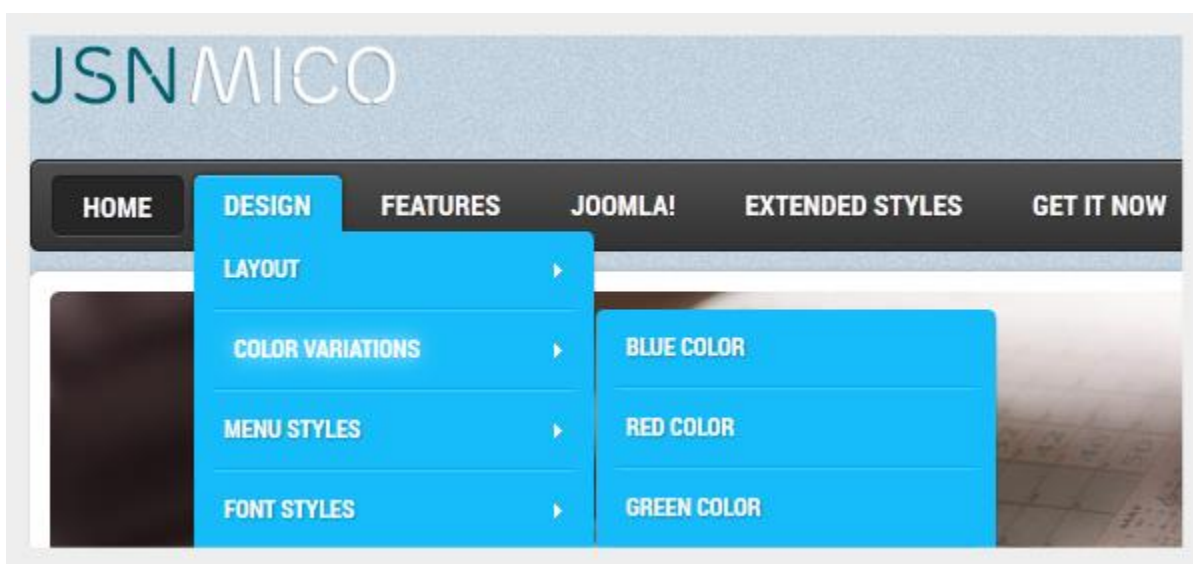 JSNMICO
HOME DESIGN FEATURES JOOMLA! EXTENDED STYLES GET IT NOW
LAYOUT
COLOR VARIATIONS
MENU STYLES
FONT STYLES
BLUE COLOR
RED COLOR
GREEN COLOR